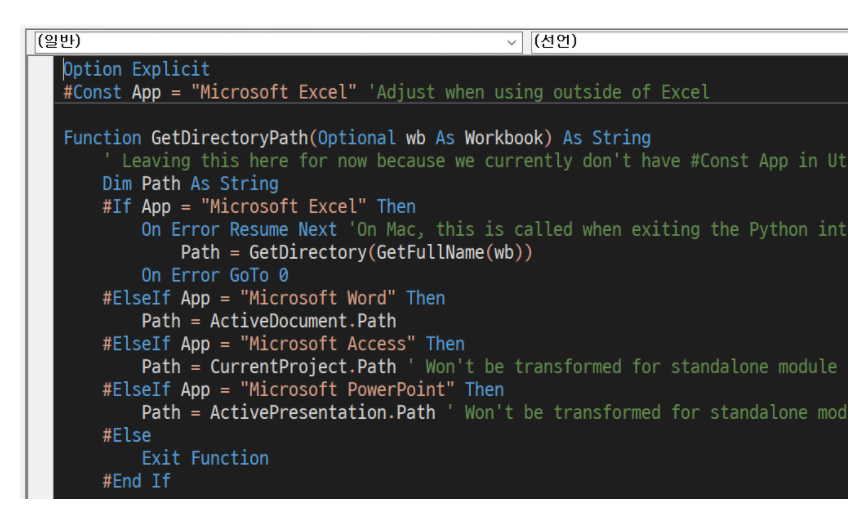 (일반) (선언)
Option Explicit
#Const App = "Microsoft Excel" 'Adjust when using outside of Excel
Function GetDirectoryPath(Optional wb As Workbook) As String
' Leaving this here for now because we currently don't have #Const App in Ut
Dim Path As String
#If App = "Microsoft Excel" Then
On Error Resume Next 'On Mac, this is called when exiting the Python int
Path = GetDirectory(GetFullName(wb))
On Error GoTo 0
#ElseIf App = "Microsoft Word" Then
Path = ActiveDocument.Path
#ElseIf App = "Microsoft Access" Then
Path = CurrentProject.Path ' Won't be transformed for standalone module
#ElseIf App = "Microsoft PowerPoint" Then
Path = ActivePresentation.Path ' Won't be transformed for standalone mod
#Else
Exit Function
#End If